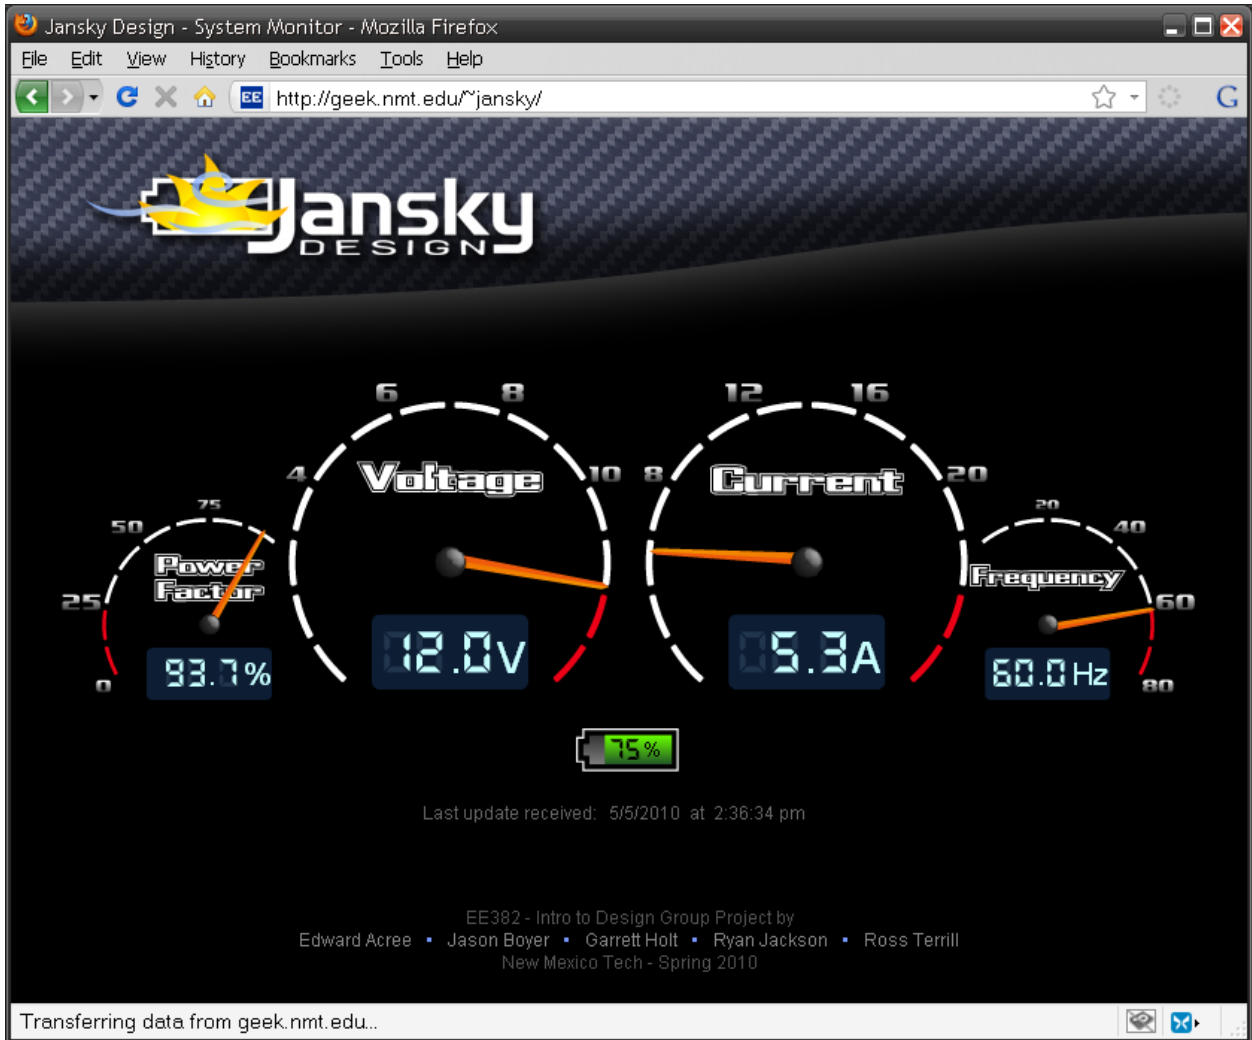 Jansky Design - System Monitor - Mozilla Firefox
File Edit View History Bookmarks Tools Help
EE http://geek.nmt.edu/~jansky/ G
Jansky
DESIGN
6 8 12 16
4 Voltage 10 8 Current 20
75 20
50 40
Power Factor Frequency
25 60
12.0V 5.3A
93.7% 60.0 Hz
0 80
75%
Last update received: 5/5/2010 at 2:36:34 pm
EE382 - Intro to Design Group Project by
Edward Acree ▪ Jason Boyer ▪ Garrett Holt ▪ Ryan Jackson ▪ Ross Terrill
New Mexico Tech - Spring 2010
Transferring data from geek.nmt.edu...